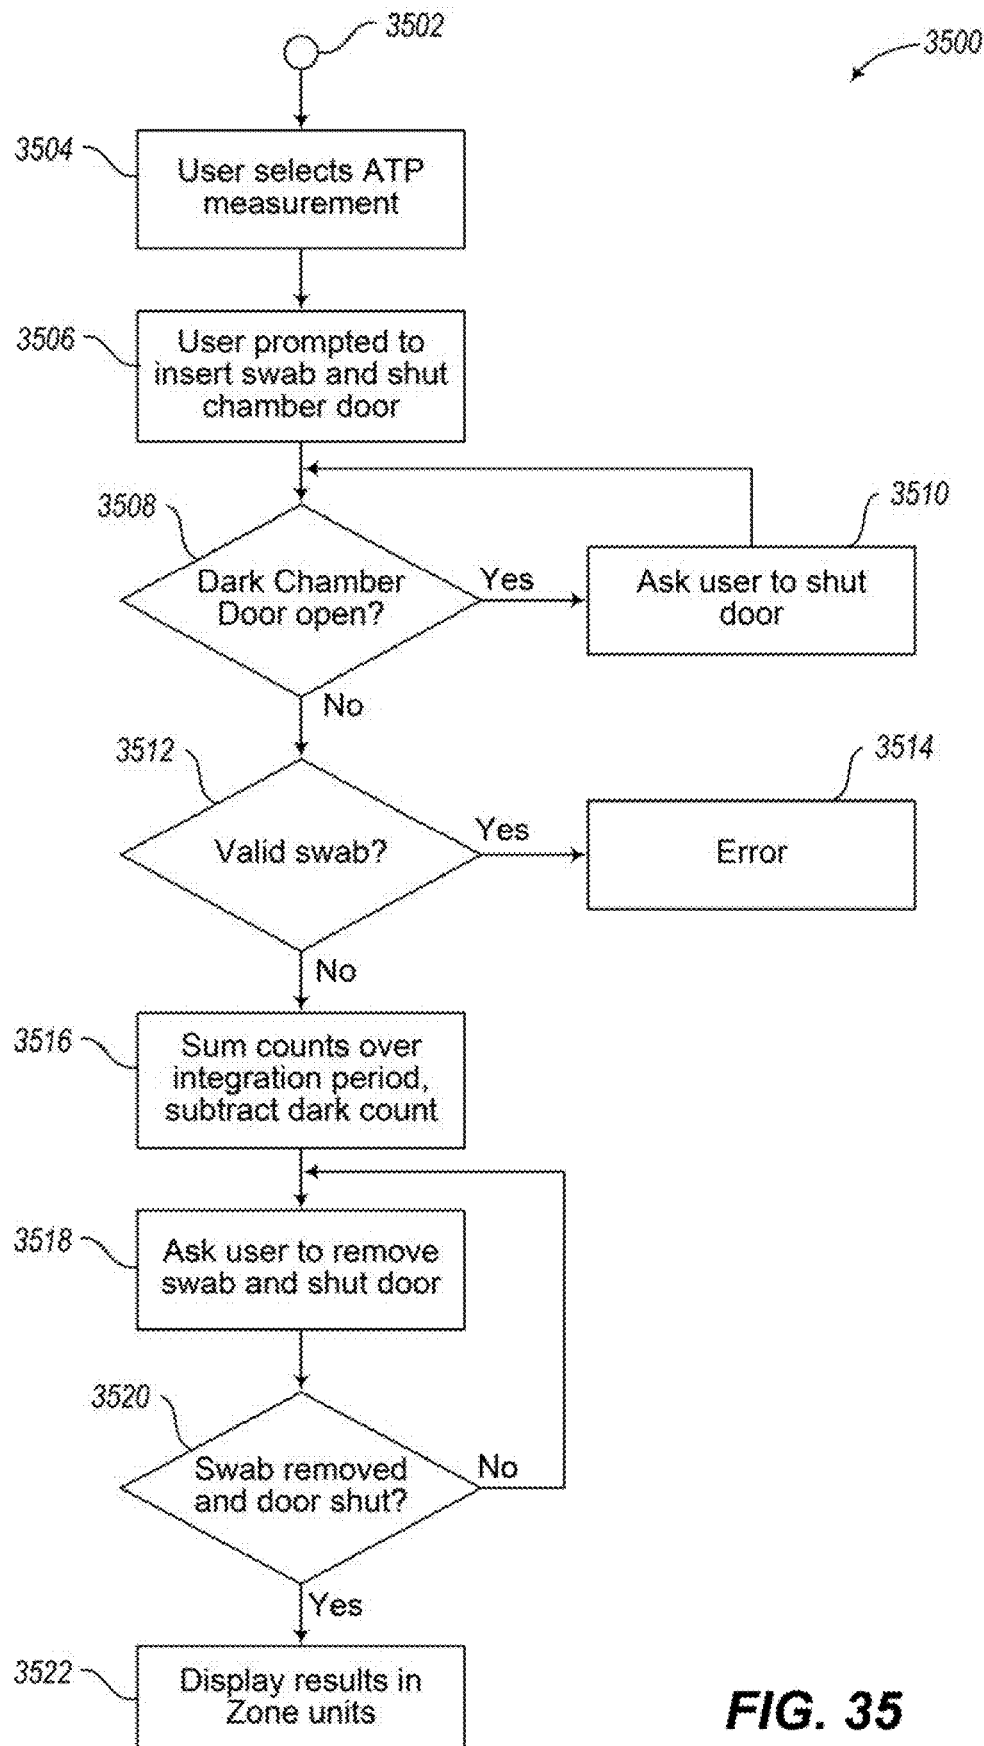 3502
3500
3504
User selects ATP
measurement
3506
User prompted to
insert swab and shut
chamber door
3508
Dark Chamber
Door open?
Yes
3510
Ask user to shut
door
No
3512
Valid swab?
Yes
3514
Error
No
3516
Sum counts over
integration period,
subtract dark count
3518
Ask user to remove
swab and shut door
3520
Swab removed
and door shut?
No
Yes
3522
Display results in
Zone units
FIG. 35